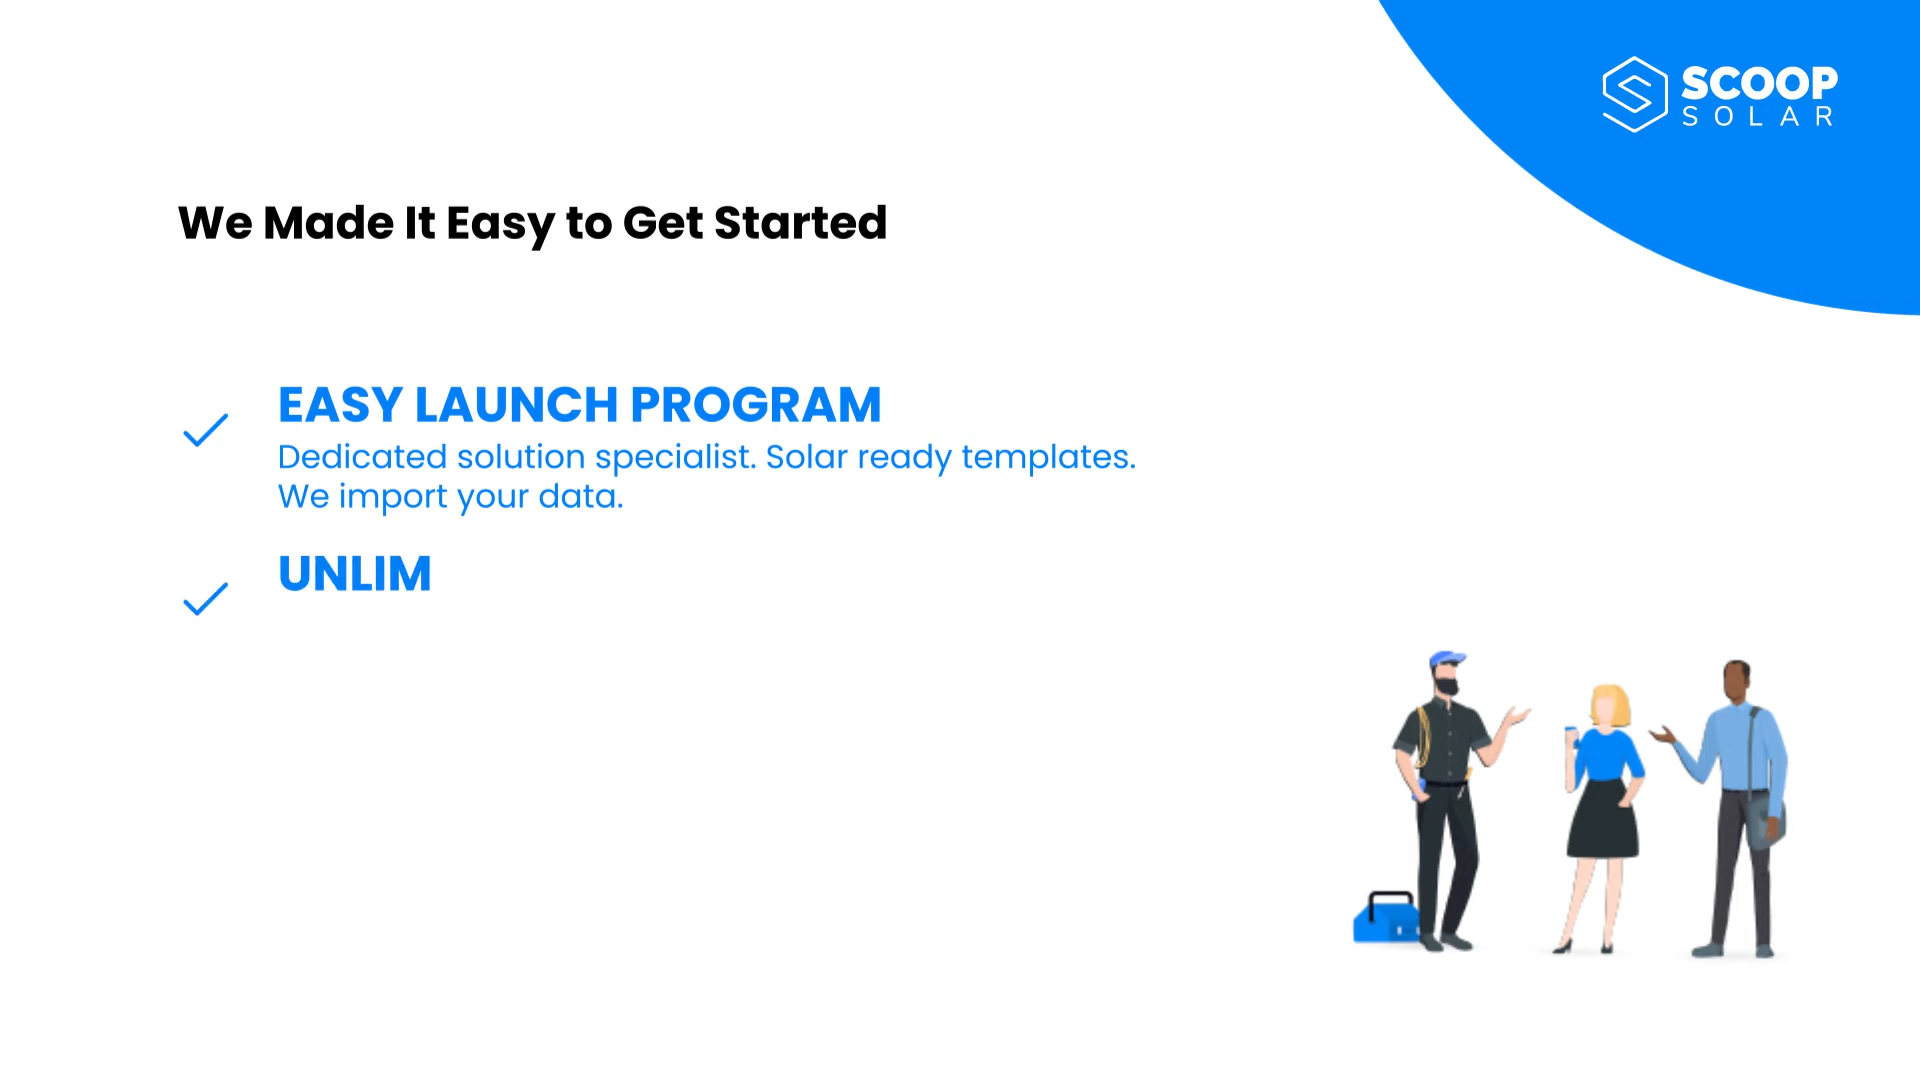 SCOOP
SOLAR
We Made It Easy to Get Started
EASY LAUNCH PROGRAM
Dedicated solution specialist. Solar ready templates.
We import your data.
UNLIM